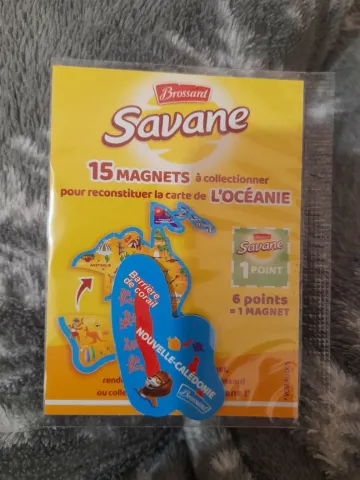 Brossard
Savane
15 MAGNETS à collectionner
pour reconstituer la carte de L'OCÉANIE
Brossard
Savane
1 POINT
6 points
= 1 MAGNET
Barrière
de corail
NOUVELLE-CALÉDONIE
Brossard
ou